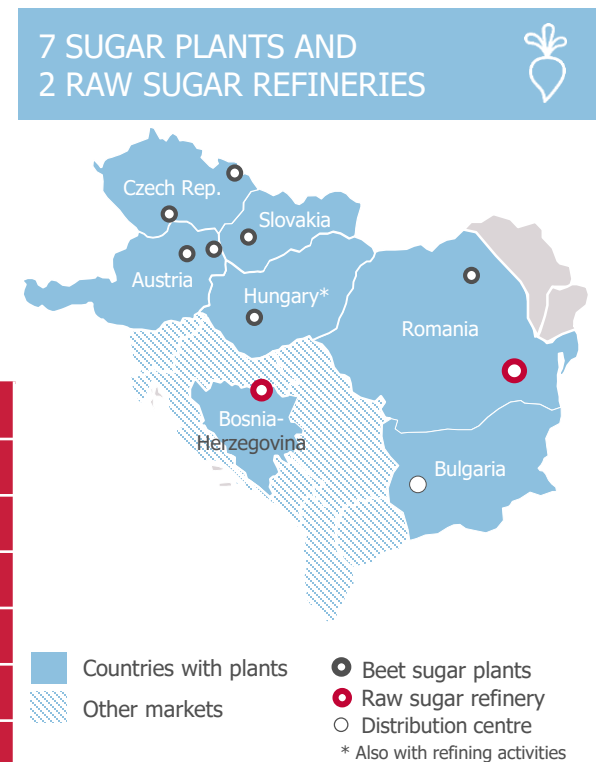 7 SUGAR PLANTS AND
2 RAW SUGAR REFINERIES
Czech Rep.
Slovakia
Austria
Hungary*
Romania
Bosnia-
Herzegovina
Bulgaria
Countries with plants
Other markets
Beet sugar plants
Raw sugar refinery
Distribution centre
* Also with refining activities